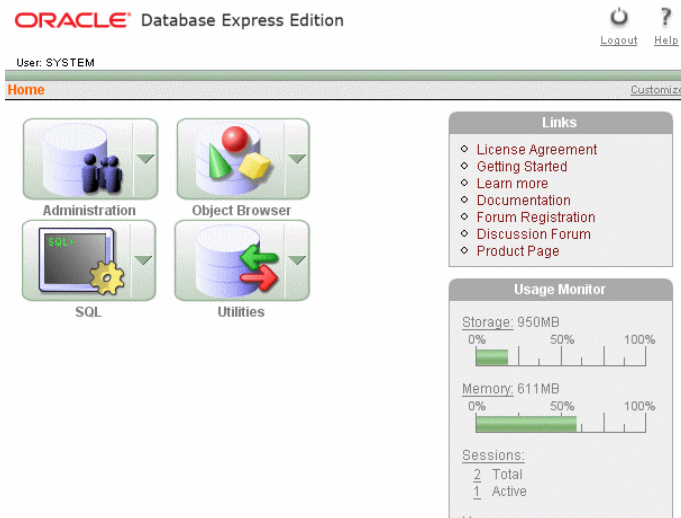 ORACLE® Database Express Edition
Logout Help
User: SYSTEM
Home Customize
Administration
Object Browser
SQL>
SQL
Utilities
Links
License Agreement
Getting Started
Learn more
Documentation
Forum Registration
Discussion Forum
Product Page
Usage Monitor
Storage: 950MB
0% 50% 100%
Memory: 611MB
0% 50% 100%
Sessions:
2 Total
1 Active